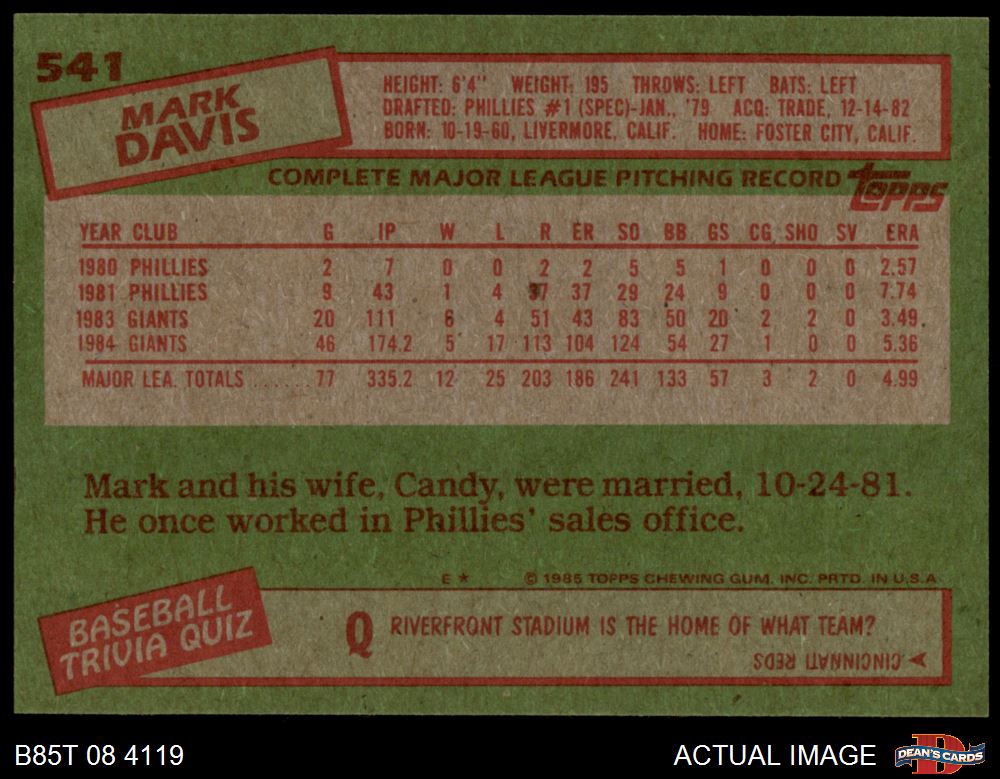 541
MARK
DAVIS
HEIGHT: 6'4" WEIGHT: 195 THROWS: LEFT BATS: LEFT
DRAFTED: PHILLIES #1 (SPEC)-JAN., '79 ACQ: TRADE, 12-14-82
BORN: 10-19-60, LIVERMORE, CALIF. HOME: FOSTER CITY, CALIF.
COMPLETE MAJOR LEAGUE PITCHING RECORD topps
YEAR CLUB G IP W L R ER SO BB GS CG SHO SV ERA
1980 PHILLIES 2 7 0 0 2 2 5 5 1 0 0 0 2.57
1981 PHILLIES 9 43 1 4 37 37 29 24 9 0 0 0 7.74
1983 GIANTS 20 111 6 4 51 43 83 50 20 2 2 0 3.49
1984 GIANTS 46 174.2 5 17 113 104 124 54 27 1 0 0 5.36
MAJOR LEA. TOTALS ....... 77 335.2 12 25 203 186 241 133 57 3 2 0 4.99
Mark and his wife, Candy, were married, 10-24-81.
He once worked in Phillies' sales office.
E ★ © 1985 TOPPS CHEWING GUM, INC. PRTD. IN U.S.A.
BASEBALL
TRIVIA QUIZ
Q RIVERFRONT STADIUM IS THE HOME OF WHAT TEAM?
CINCINNATI REDS
B85T 08 4119 ACTUAL IMAGE DEAN'S CARDS